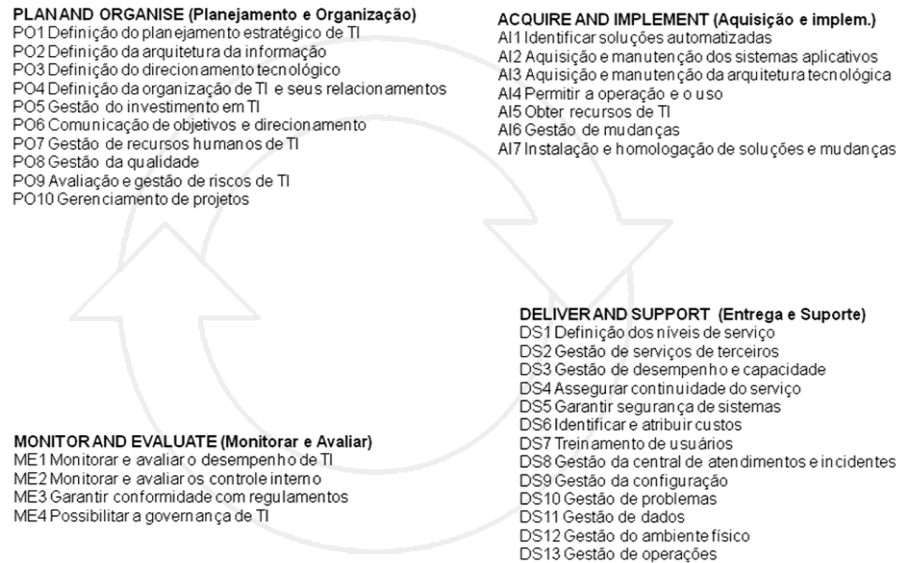 PLAN AND ORGANISE (Planejamento e Organização)
PO1 Definição do planejamento estratégico de TI
PO2 Definição da arquitetura da informação
PO3 Definição do direcionamento tecnológico
PO4 Definição da organização de TI e seus relacionamentos
PO5 Gestão do investimento em TI
PO6 Comunicação de objetivos e direcionamento
PO7 Gestão de recursos humanos de TI
PO8 Gestão da qualidade
PO9 Avaliação e gestão de riscos de TI
PO10 Gerenciamento de projetos
ACQUIRE AND IMPLEMENT (Aquisição e implem.)
AI1 Identificar soluções automatizadas
AI2 Aquisição e manutenção dos sistemas aplicativos
AI3 Aquisição e manutenção da arquitetura tecnológica
AI4 Permitir a operação e o uso
AI5 Obter recursos de TI
AI6 Gestão de mudanças
AI7 Instalação e homologação de soluções e mudanças
DELIVER AND SUPPORT (Entrega e Suporte)
DS1 Definição dos níveis de serviço
DS2 Gestão de serviços de terceiros
DS3 Gestão de desempenho e capacidade
DS4 Assegurar continuidade do serviço
DS5 Garantir segurança de sistemas
DS6 Identificar e atribuir custos
DS7 Treinamento de usuários
DS8 Gestão da central de atendimentos e incidentes
DS9 Gestão da configuração
DS10 Gestão de problemas
DS11 Gestão de dados
DS12 Gestão do ambiente físico
DS13 Gestão de operações
MONITOR AND EVALUATE (Monitorar e Avaliar)
ME1 Monitorar e avaliar o desempenho de TI
ME2 Monitorar e avaliar os controle interno
ME3 Garantir conformidade com regulamentos
ME4 Possibilitar a governança de TI